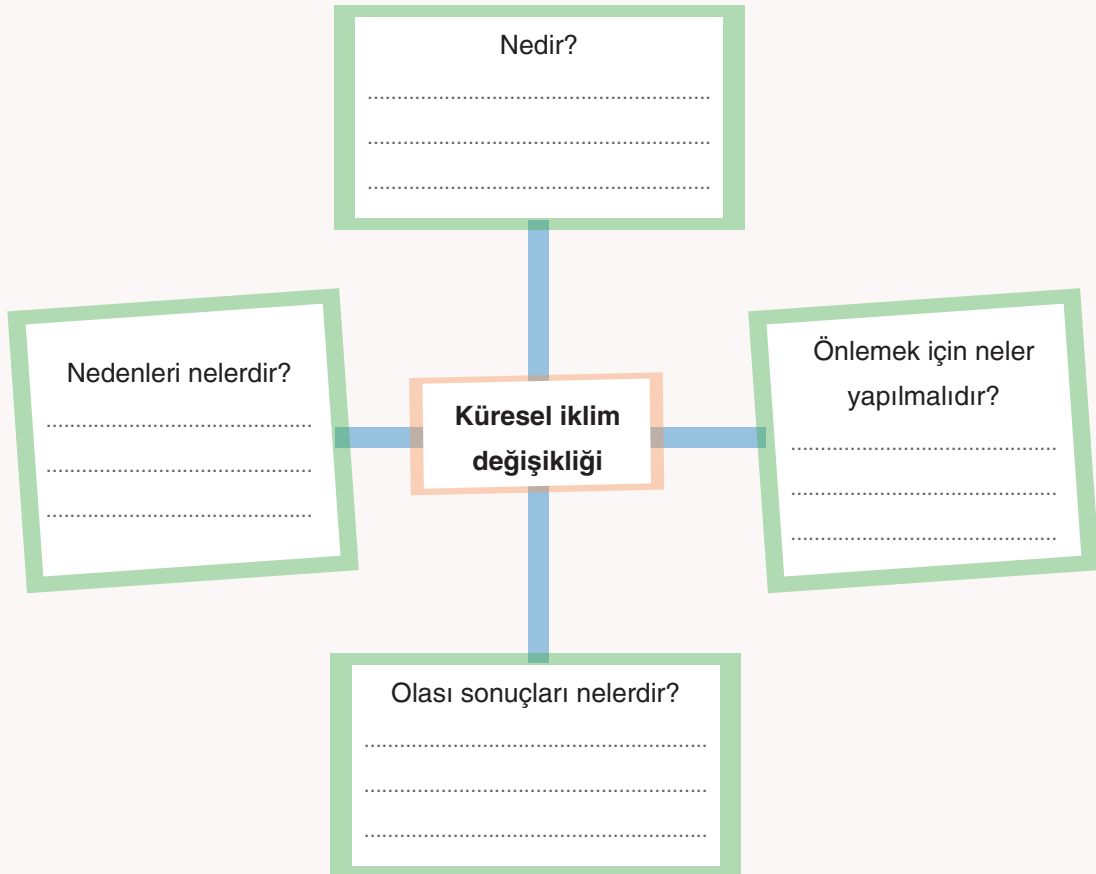 Nedir?
..........................................................
..........................................................
..........................................................
Nedenleri nelerdir?
.............................................
.............................................
.............................................
Küresel iklim
değişikliği
Önlemek için neler
yapılmalıdır?
.............................................
.............................................
.............................................
Olası sonuçları nelerdir?
..........................................................
..........................................................
..........................................................